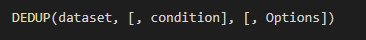 DEDUP(dataset, [, condition], [, Options])